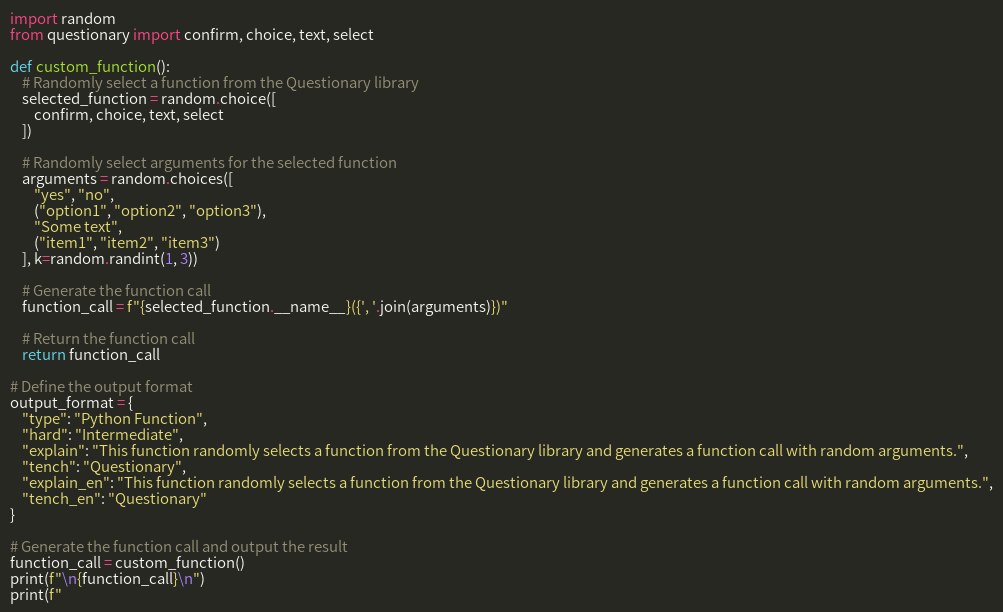 import random
from questionary import confirm, choice, text, select

def custom_function():
    # Randomly select a function from the Questionary library
    selected_function = random.choice([
        confirm, choice, text, select
    ])

    # Randomly select arguments for the selected function
    arguments = random.choices([
        "yes", "no",
        ("option1", "option2", "option3"),
        "Some text",
        ("item1", "item2", "item3")
    ], k=random.randint(1, 3))

    # Generate the function call
    function_call = f"{selected_function.__name__}({', '.join(arguments)})"

    # Return the function call
    return function_call

# Define the output format
output_format = {
    "type": "Python Function",
    "hard": "Intermediate",
    "explain": "This function randomly selects a function from the Questionary library and generates a function call with random arguments.",
    "tench": "Questionary",
    "explain_en": "This function randomly selects a function from the Questionary library and generates a function call with random arguments.",
    "tench_en": "Questionary"
}

# Generate the function call and output the result
function_call = custom_function()
print(f"\n{function_call}\n")
print(f"